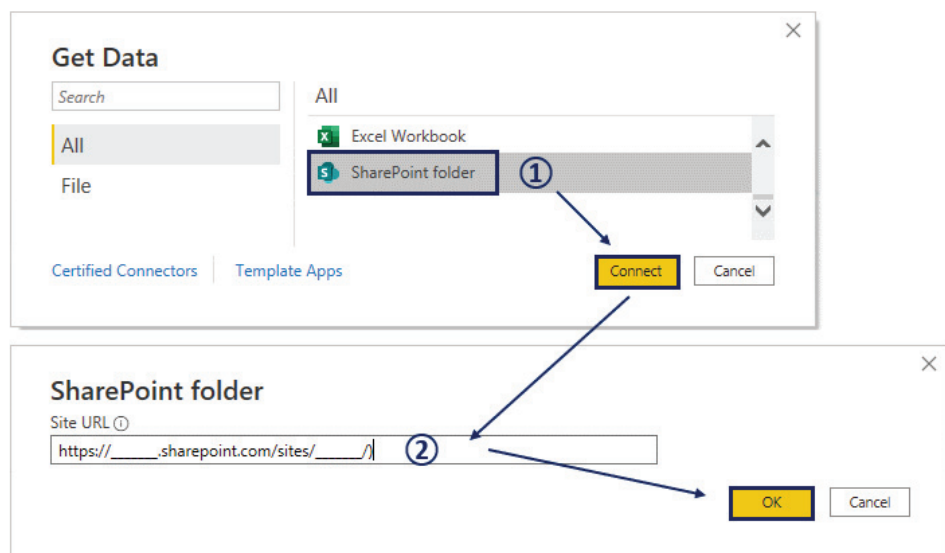 Get Data
Search
All
File
All
Excel Workbook
SharePoint folder
①
Certified Connectors
Template Apps
Connect
Cancel
SharePoint folder
Site URL
https://______.sharepoint.com/sites/______/)
②
OK
Cancel